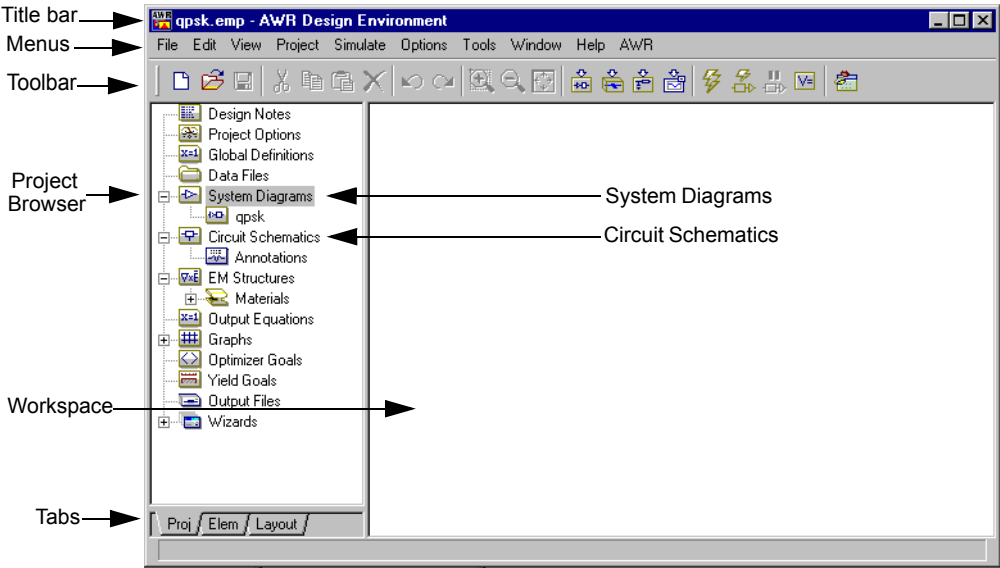 Title bar
AWR qpsk.emp - AWR Design Environment
Menus
File Edit View Project Simulate Options Tools Window Help AWR
Toolbar
V=
Design Notes
Project Options
X=1 Global Definitions
Data Files
Project
Browser
System Diagrams
System Diagrams
qpsk
Circuit Schematics
Circuit Schematics
Annotations
∇×E EM Structures
Materials
X=1 Output Equations
Graphs
Optimizer Goals
Yield Goals
Workspace
Output Files
Wizards
Tabs
Proj Elem Layout